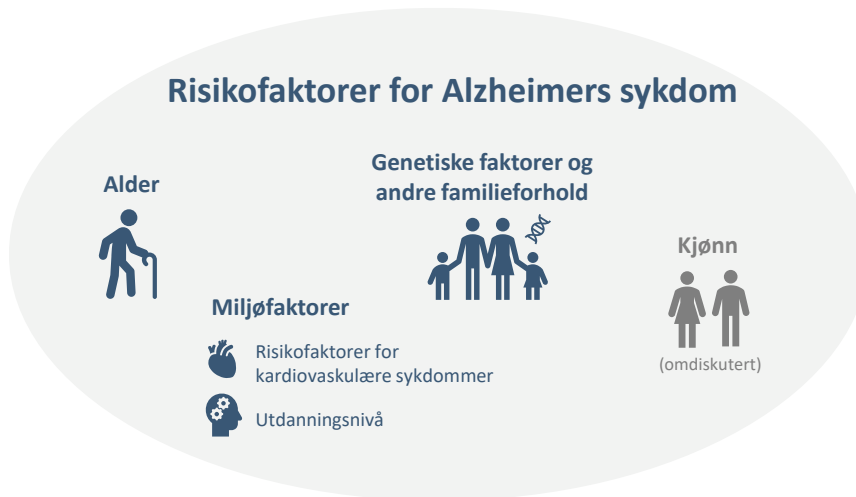 Risikofaktorer for Alzheimers sykdom
Alder
Genetiske faktorer og
andre familieforhold
Kjønn
(omdiskutert)
Miljøfaktorer
Risikofaktorer for
kardiovaskulære sykdommer
Utdanningsnivå